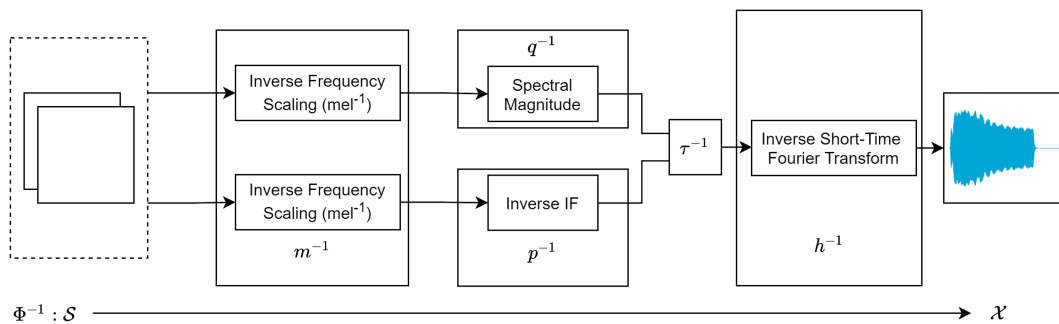 Inverse Frequency
Scaling (mel⁻¹)
Inverse Frequency
Scaling (mel⁻¹)
m⁻¹
q⁻¹
Spectral
Magnitude
Inverse IF
p⁻¹
τ⁻¹
Inverse Short-Time
Fourier Transform
h⁻¹
Φ⁻¹ : 𝒮
𝒳